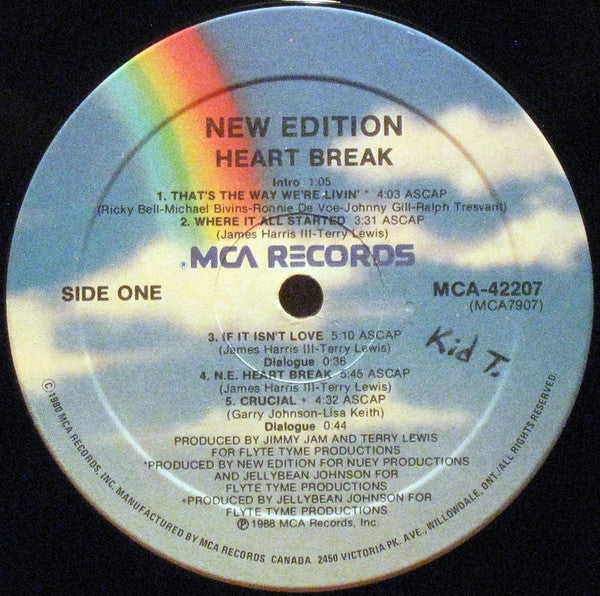 NEW EDITION
HEART BREAK
Intro 1:05
1. THAT'S THE WAY WE'RE LIVIN' * 4:03 ASCAP
(Ricky Bell-Michael Bivins-Ronnie De Voe-Johnny Gill-Ralph Tresvant)
2. WHERE IT ALL STARTED 3:31 ASCAP
(James Harris III-Terry Lewis)
MCA RECORDS
SIDE ONE
MCA-42207
(MCA7907)
3. IF IT ISN'T LOVE 5:10 ASCAP
(James Harris III-Terry Lewis)
Dialogue 0:36
4. N.E. HEART BREAK 5:45 ASCAP
(James Harris III-Terry Lewis)
5. CRUCIAL + 4:32 ASCAP
(Garry Johnson-Lisa Keith)
Dialogue 0:44
Kid T.
PRODUCED BY JIMMY JAM AND TERRY LEWIS
FOR FLYTE TYME PRODUCTIONS
*PRODUCED BY NEW EDITION FOR NUEY PRODUCTIONS
AND JELLYBEAN JOHNSON FOR
FLYTE TYME PRODUCTIONS
+PRODUCED BY JELLYBEAN JOHNSON FOR
FLYTE TYME PRODUCTIONS
℗ 1988 MCA Records, Inc.
© 1980 MCA RECORDS, INC. MANUFACTURED BY MCA RECORDS CANADA 2450 VICTORIA PK. AVE., WILLOWDALE, ONT./ALL RIGHTS RESERVED.